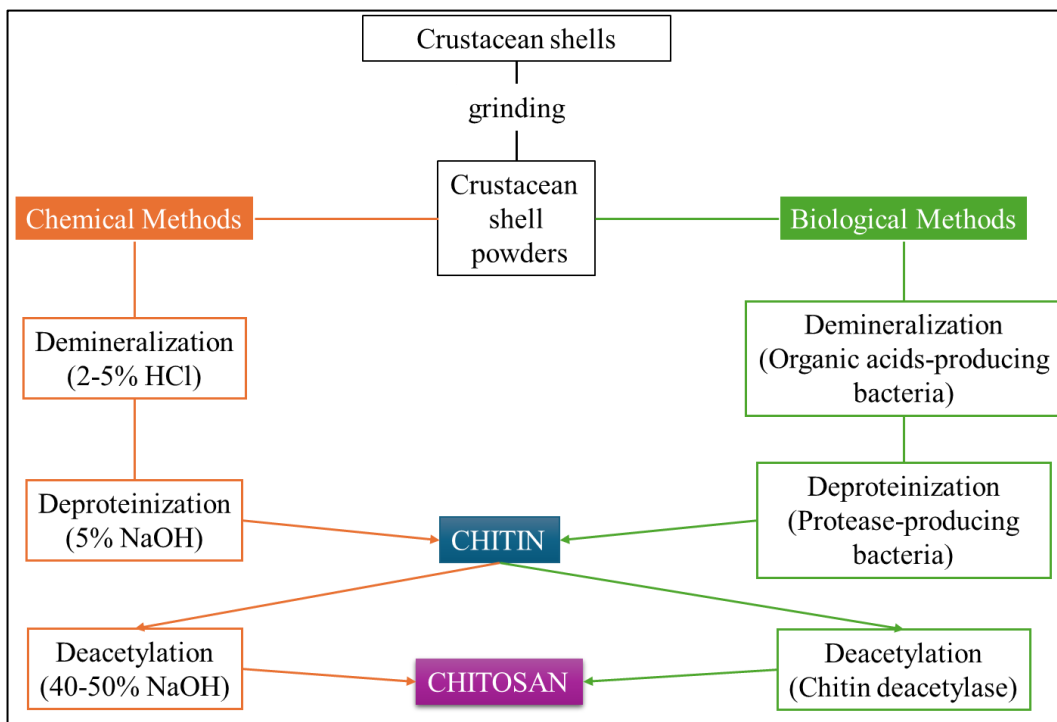 Crustacean shells
grinding
Crustacean
shell
powders
Chemical Methods
Biological Methods
Demineralization
(2-5% HCl)
Demineralization
(Organic acids-producing
bacteria)
Deproteinization
(5% NaOH)
CHITIN
Deproteinization
(Protease-producing
bacteria)
Deacetylation
(40-50% NaOH)
CHITOSAN
Deacetylation
(Chitin deacetylase)